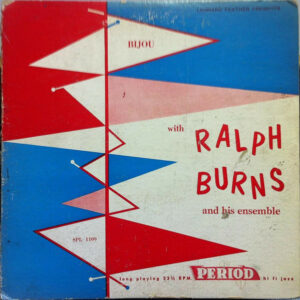 LEONARD FEATHER PRESENTS
BIJOU
with
RALPH
BURNS
and his ensemble
SPL 1109
long playing 33⅓ RPM PERIOD hi fi jazz